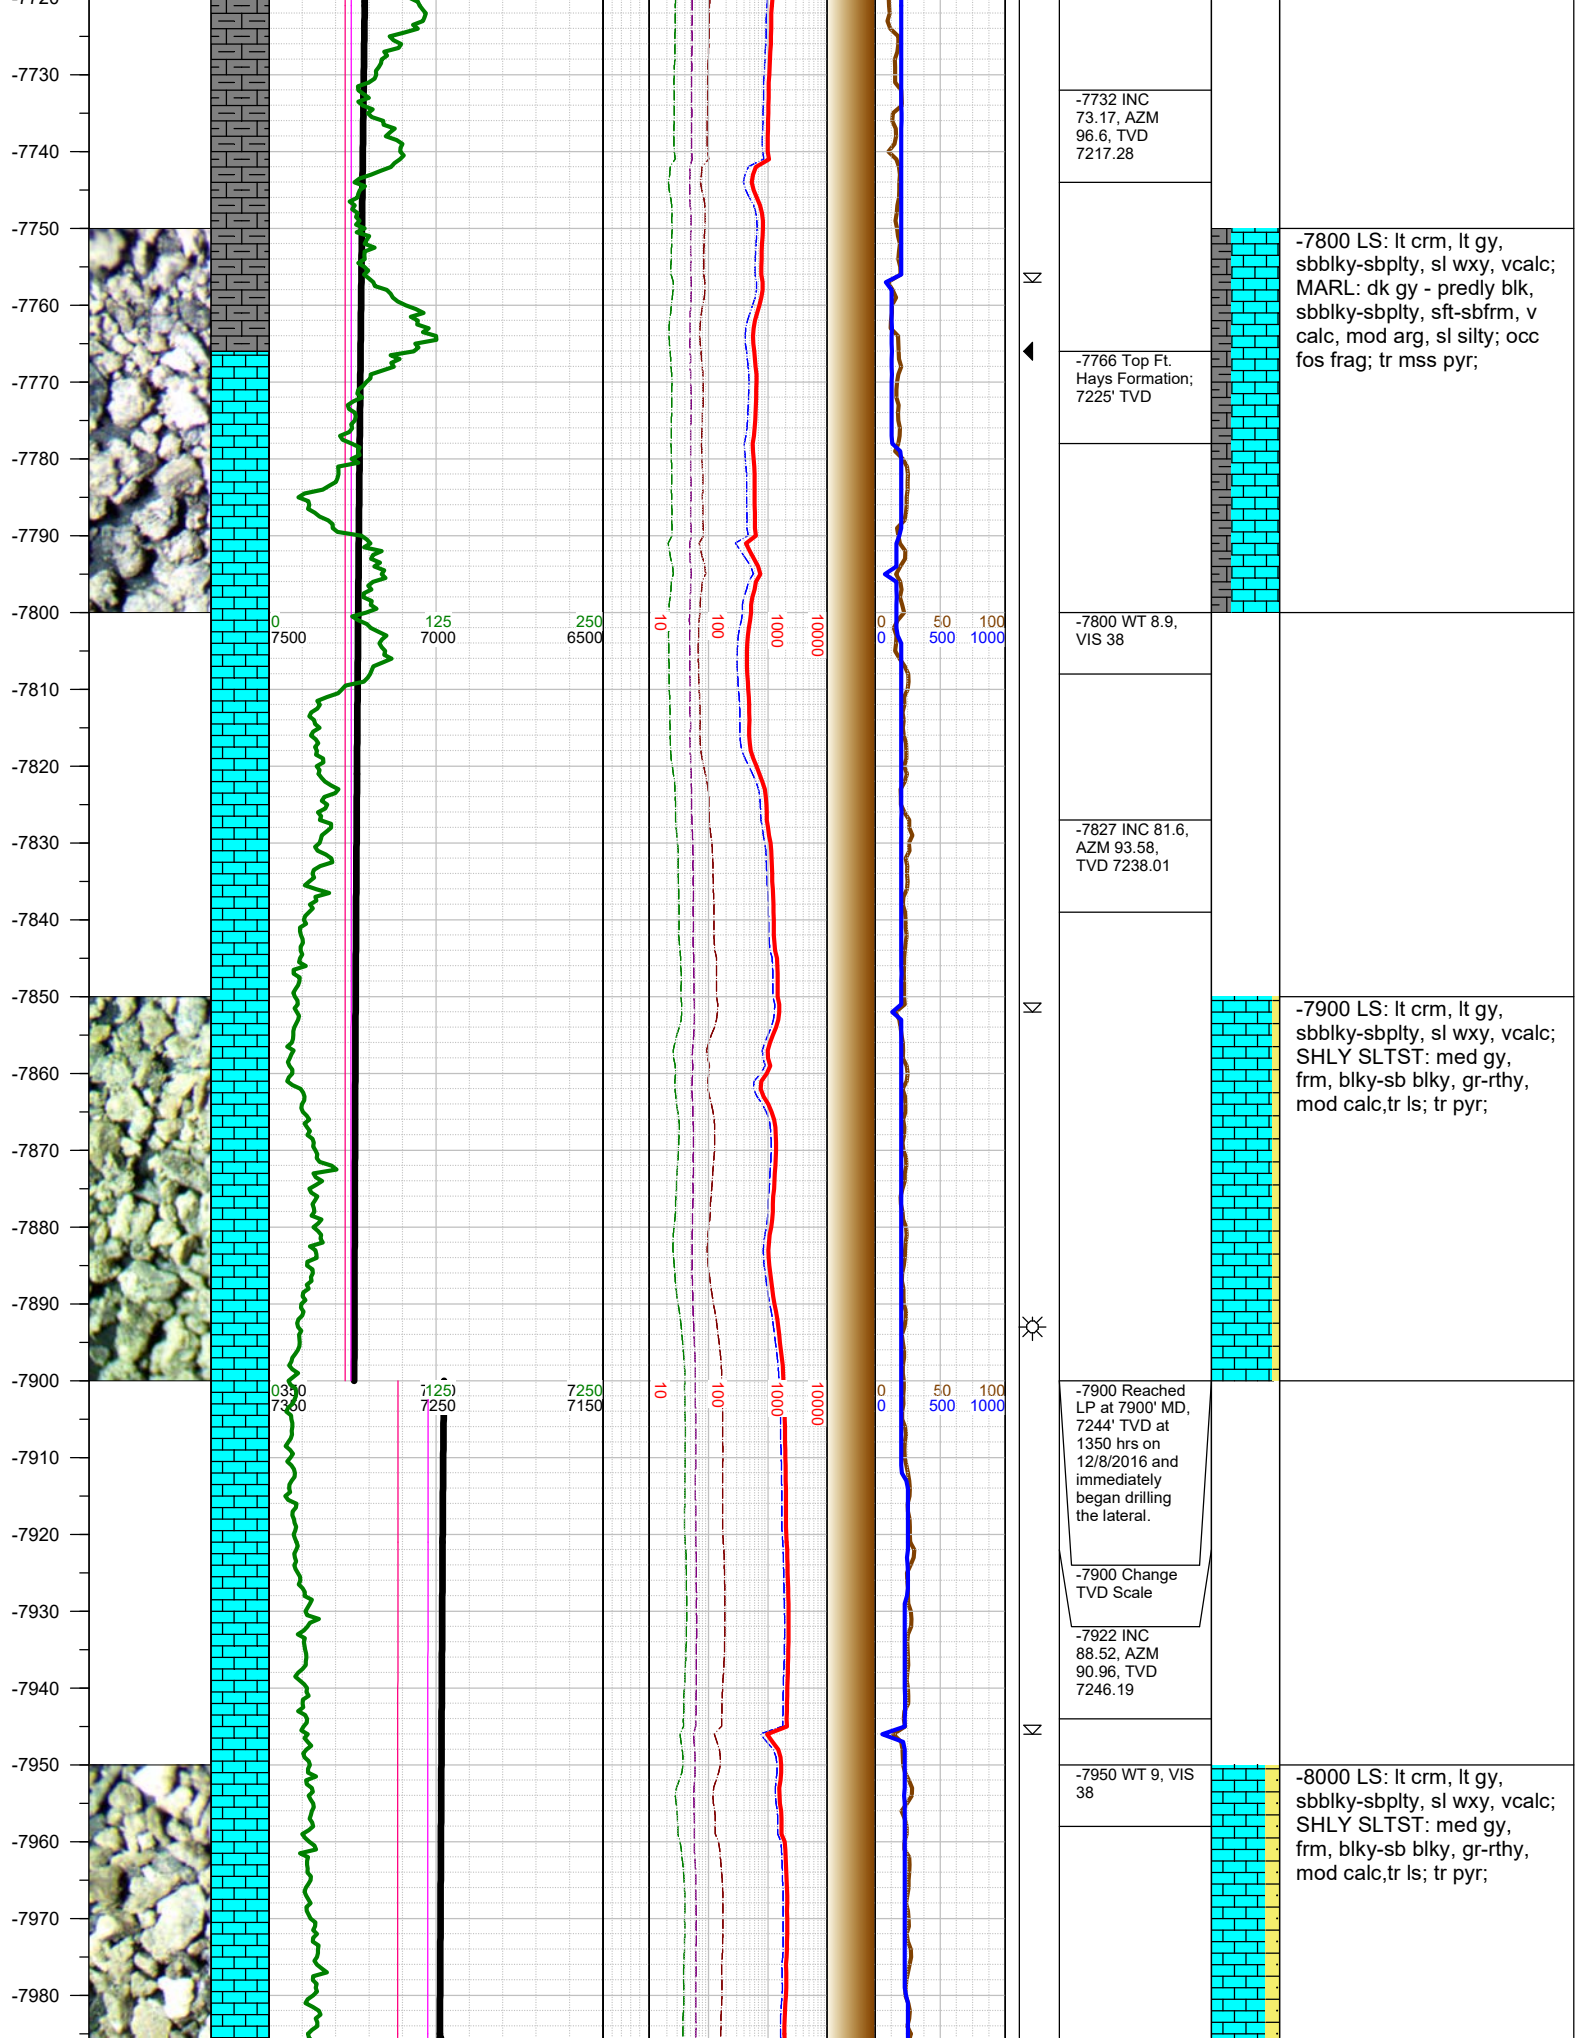 -7720
-7730
-7740
-7750
-7760
-7770
-7780
-7790
-7800
-7810
-7820
-7830
-7840
-7850
-7860
-7870
-7880
-7890
-7900
-7910
-7920
-7930
-7940
-7950
-7960
-7970
-7980
0 125 250
7500 7000 6500
10 100 1000 10000
0 50 100
0 500 1000
7350 7250 7150
10 100 1000 10000
0 50 100
0 500 1000
-7732 INC
73.17, AZM
96.6, TVD
7217.28
-7766 Top Ft.
Hays Formation;
7225' TVD
-7800 WT 8.9,
VIS 38
-7827 INC 81.6,
AZM 93.58,
TVD 7238.01
-7900 Reached
LP at 7900' MD,
7244' TVD at
1350 hrs on
12/8/2016 and
immediately
began drilling
the lateral.
-7900 Change
TVD Scale
-7922 INC
88.52, AZM
90.96, TVD
7246.19
-7950 WT 9, VIS
38
-7800 LS: lt crm, lt gy,
sbblky-sbplty, sl wxy, vcalc;
MARL: dk gy - predly blk,
sbblky-sbplty, sft-sbfrm, v
calc, mod arg, sl silty; occ
fos frag; tr mss pyr;
-7900 LS: lt crm, lt gy,
sbblky-sbplty, sl wxy, vcalc;
SHLY SLTST: med gy,
frm, blky-sb blky, gr-rthy,
mod calc,tr ls; tr pyr;
-8000 LS: lt crm, lt gy,
sbblky-sbplty, sl wxy, vcalc;
SHLY SLTST: med gy,
frm, blky-sb blky, gr-rthy,
mod calc,tr ls; tr pyr;